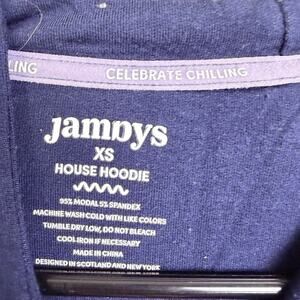 LING
CELEBRATE CHILLING
jambys
XS
HOUSE HOODIE
95% MODAL 5% SPANDEX
MACHINE WASH COLD WITH LIKE COLORS
TUMBLE DRY LOW, DO NOT BLEACH
COOL IRON IF NECESSARY
MADE IN CHINA
DESIGNED IN SCOTLAND AND NEW YORK